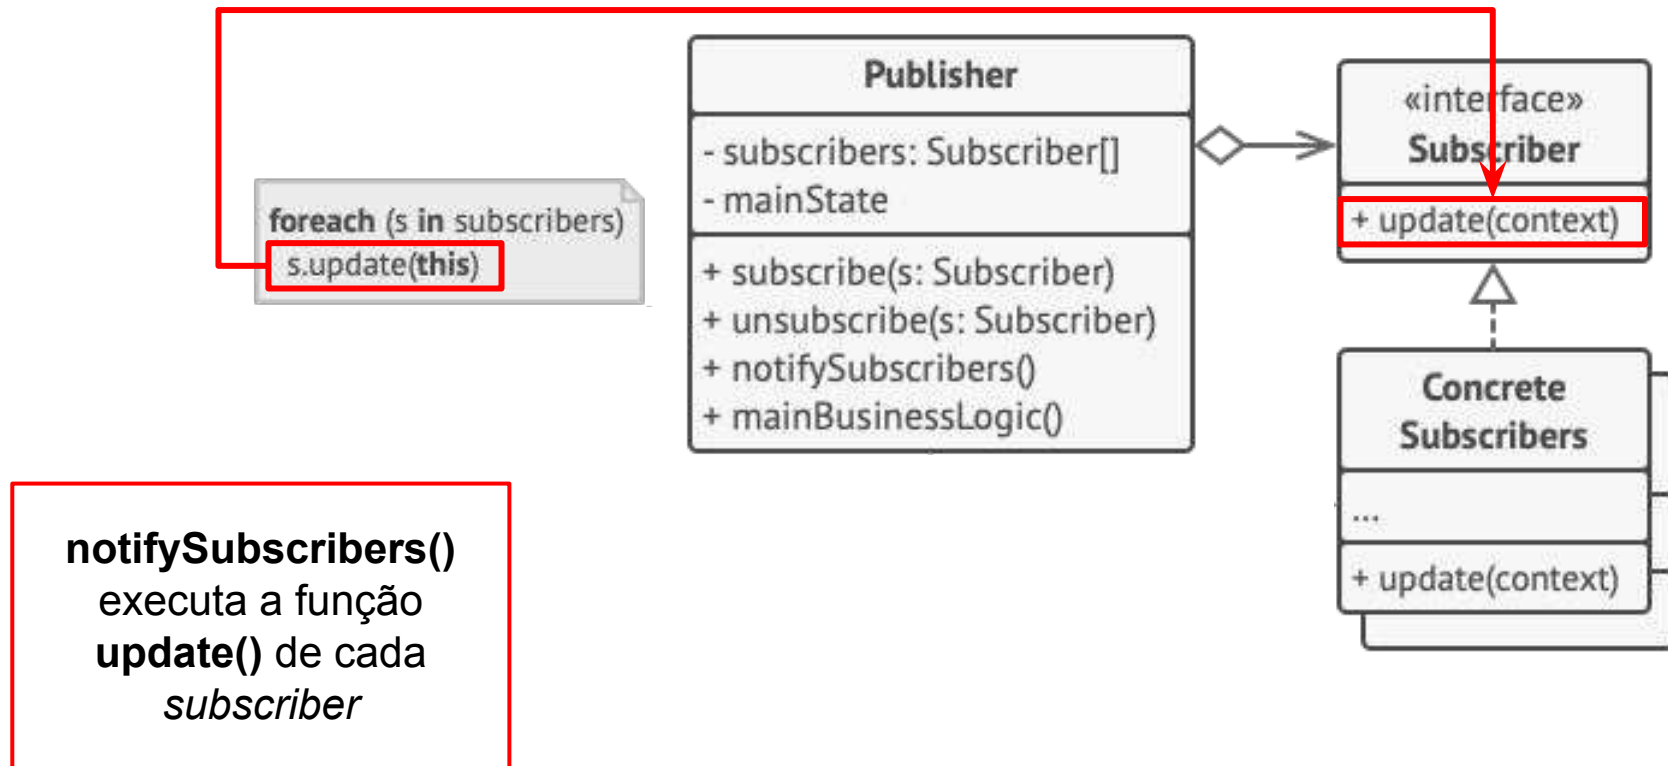 foreach (s in subscribers)
s.update(this)
Publisher
- subscribers: Subscriber[]
- mainState
+ subscribe(s: Subscriber)
+ unsubscribe(s: Subscriber)
+ notifySubscribers()
+ mainBusinessLogic()
«interface»
Subscriber
+ update(context)
Concrete
Subscribers
...
+ update(context)
notifySubscribers()
executa a função
update() de cada
subscriber